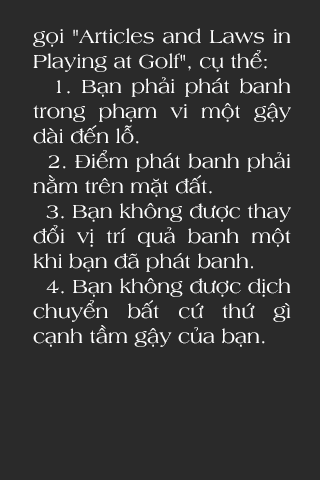 gọi "Articles and Laws in
Playing at Golf", cụ thể:
1. Bạn phải phát banh
trong phạm vi một gậy
dài đến lỗ.
2. Điểm phát banh phải
nằm trên mặt đất.
3. Bạn không được thay
đổi vị trí quả banh một
khi bạn đã phát banh.
4. Bạn không được dịch
chuyển bất cứ thứ gì
cạnh tầm gậy của bạn.